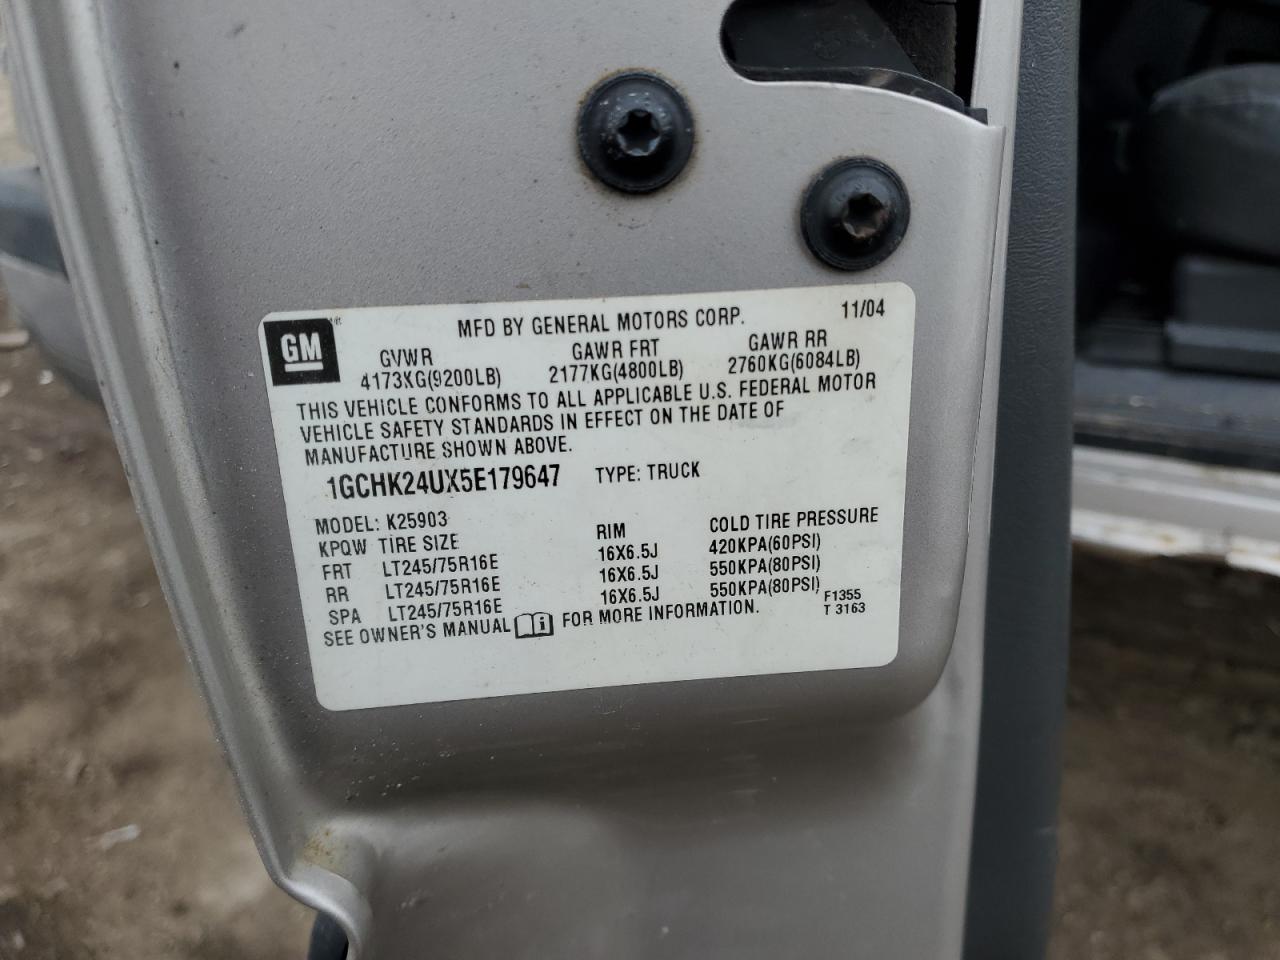 GM
MFD BY GENERAL MOTORS CORP. 11/04
GVWR GAWR FRT GAWR RR
4173KG(9200LB) 2177KG(4800LB) 2760KG(6084LB)
THIS VEHICLE CONFORMS TO ALL APPLICABLE U.S. FEDERAL MOTOR
VEHICLE SAFETY STANDARDS IN EFFECT ON THE DATE OF
MANUFACTURE SHOWN ABOVE.
1GCHK24UX5E179647 TYPE: TRUCK
MODEL: K25903
KPQW TIRE SIZE RIM COLD TIRE PRESSURE
FRT LT245/75R16E 16X6.5J 420KPA(60PSI)
RR LT245/75R16E 16X6.5J 550KPA(80PSI)
SPA LT245/75R16E 16X6.5J 550KPA(80PSI)
SEE OWNER'S MANUAL i FOR MORE INFORMATION. F1355
T 3163